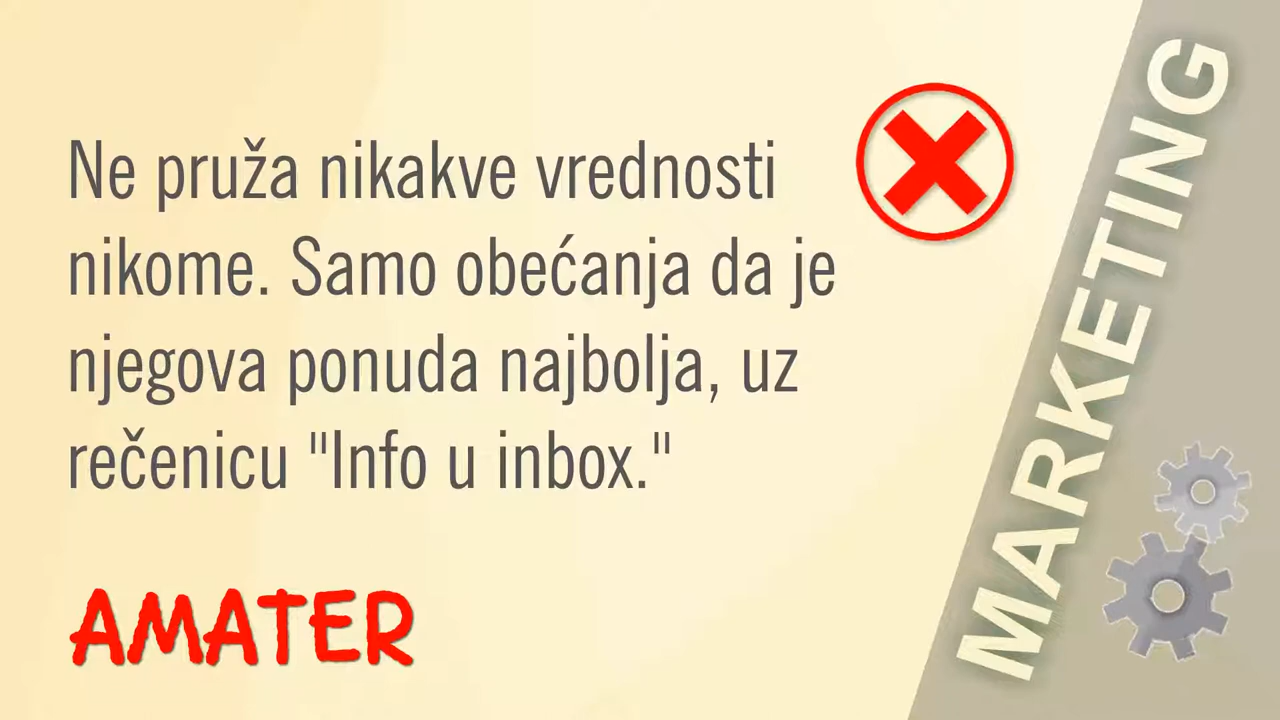 Ne pruža nikakve vrednosti
nikome. Samo obećanja da je
njegova ponuda najbolja, uz
rečenicu "Info u inbox."
AMATER
MARKETING